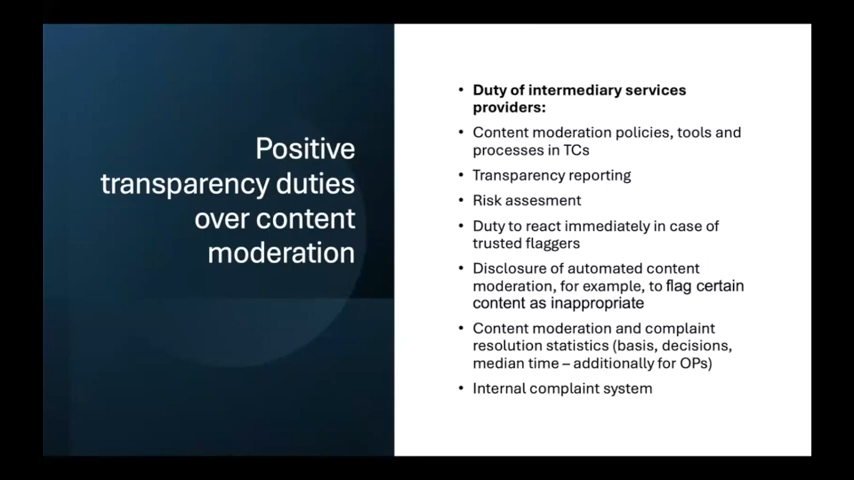 Positive
transparency duties
over content
moderation
• Duty of intermediary services
providers:
• Content moderation policies, tools and
processes in TCs
• Transparency reporting
• Risk assesment
• Duty to react immediately in case of
trusted flaggers
• Disclosure of automated content
moderation, for example, to flag certain
content as inappropriate
• Content moderation and complaint
resolution statistics (basis, decisions,
median time – additionally for OPs)
• Internal complaint system